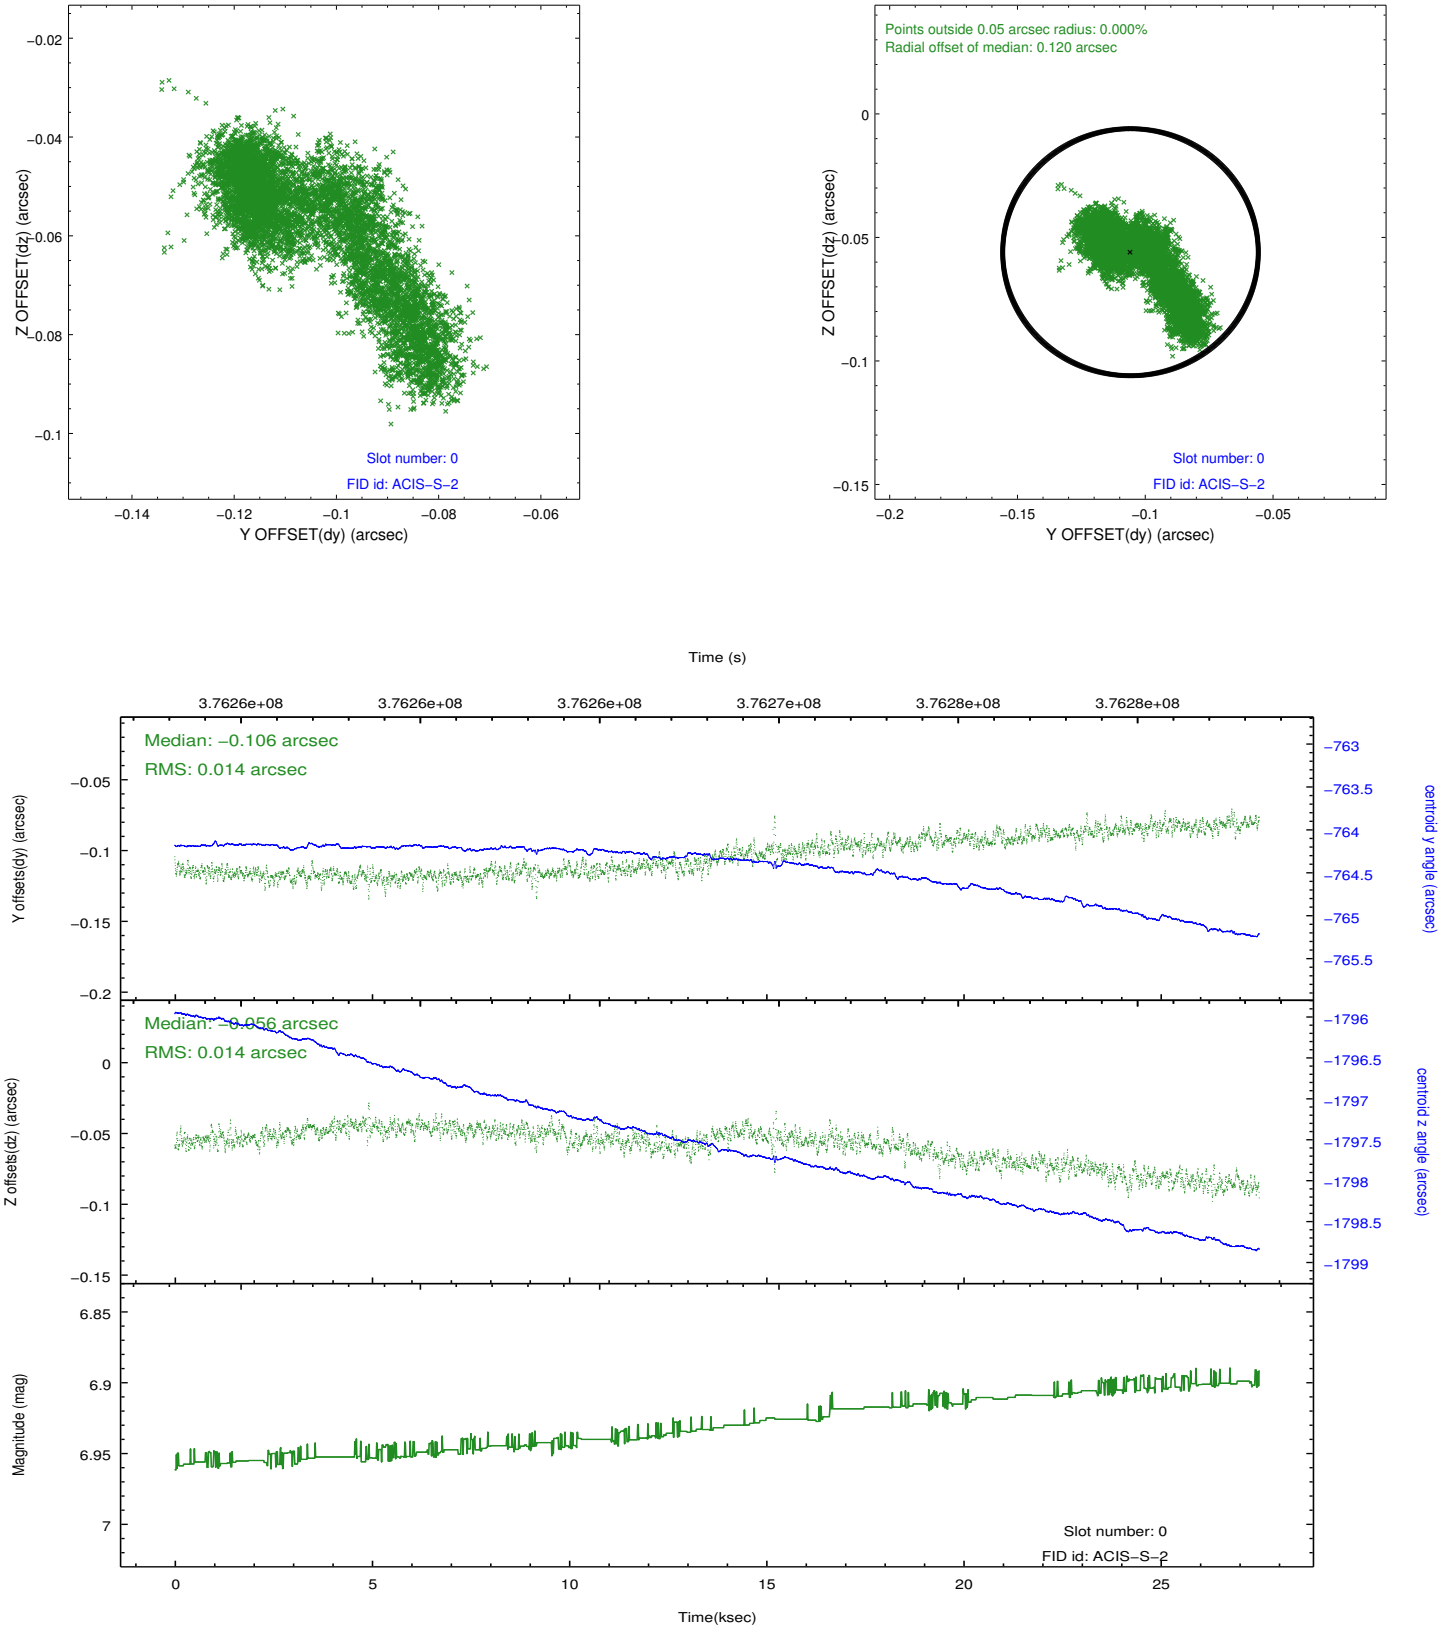 −0.02
−0.04
−0.06
−0.08
−0.1
Z OFFSET(dz) (arcsec)
Slot number: 0
FID id: ACIS−S−2
−0.14 −0.12 −0.1 −0.08 −0.06
Y OFFSET(dy) (arcsec)
Points outside 0.05 arcsec radius: 0.000%
Radial offset of median: 0.120 arcsec
0
−0.05
−0.1
−0.15
Z OFFSET(dz) (arcsec)
Slot number: 0
FID id: ACIS−S−2
−0.2 −0.15 −0.1 −0.05
Y OFFSET(dy) (arcsec)
Time (s)
3.7626e+08 3.7626e+08 3.7626e+08 3.7627e+08 3.7628e+08 3.7628e+08
Median: −0.106 arcsec
RMS: 0.014 arcsec
−0.05
−0.1
−0.15
−0.2
Y offsets(dy) (arcsec)
−763
−763.5
−764
−764.5
−765
−765.5
centroid y angle (arcsec)
Median: −0.056 arcsec
RMS: 0.014 arcsec
0
−0.05
−0.1
−0.15
Z offsets(dz) (arcsec)
−1796
−1796.5
−1797
−1797.5
−1798
−1798.5
−1799
centroid z angle (arcsec)
6.85
6.9
6.95
7
Magnitude (mag)
Slot number: 0
FID id: ACIS−S−2
0 5 10 15 20 25
Time(ksec)